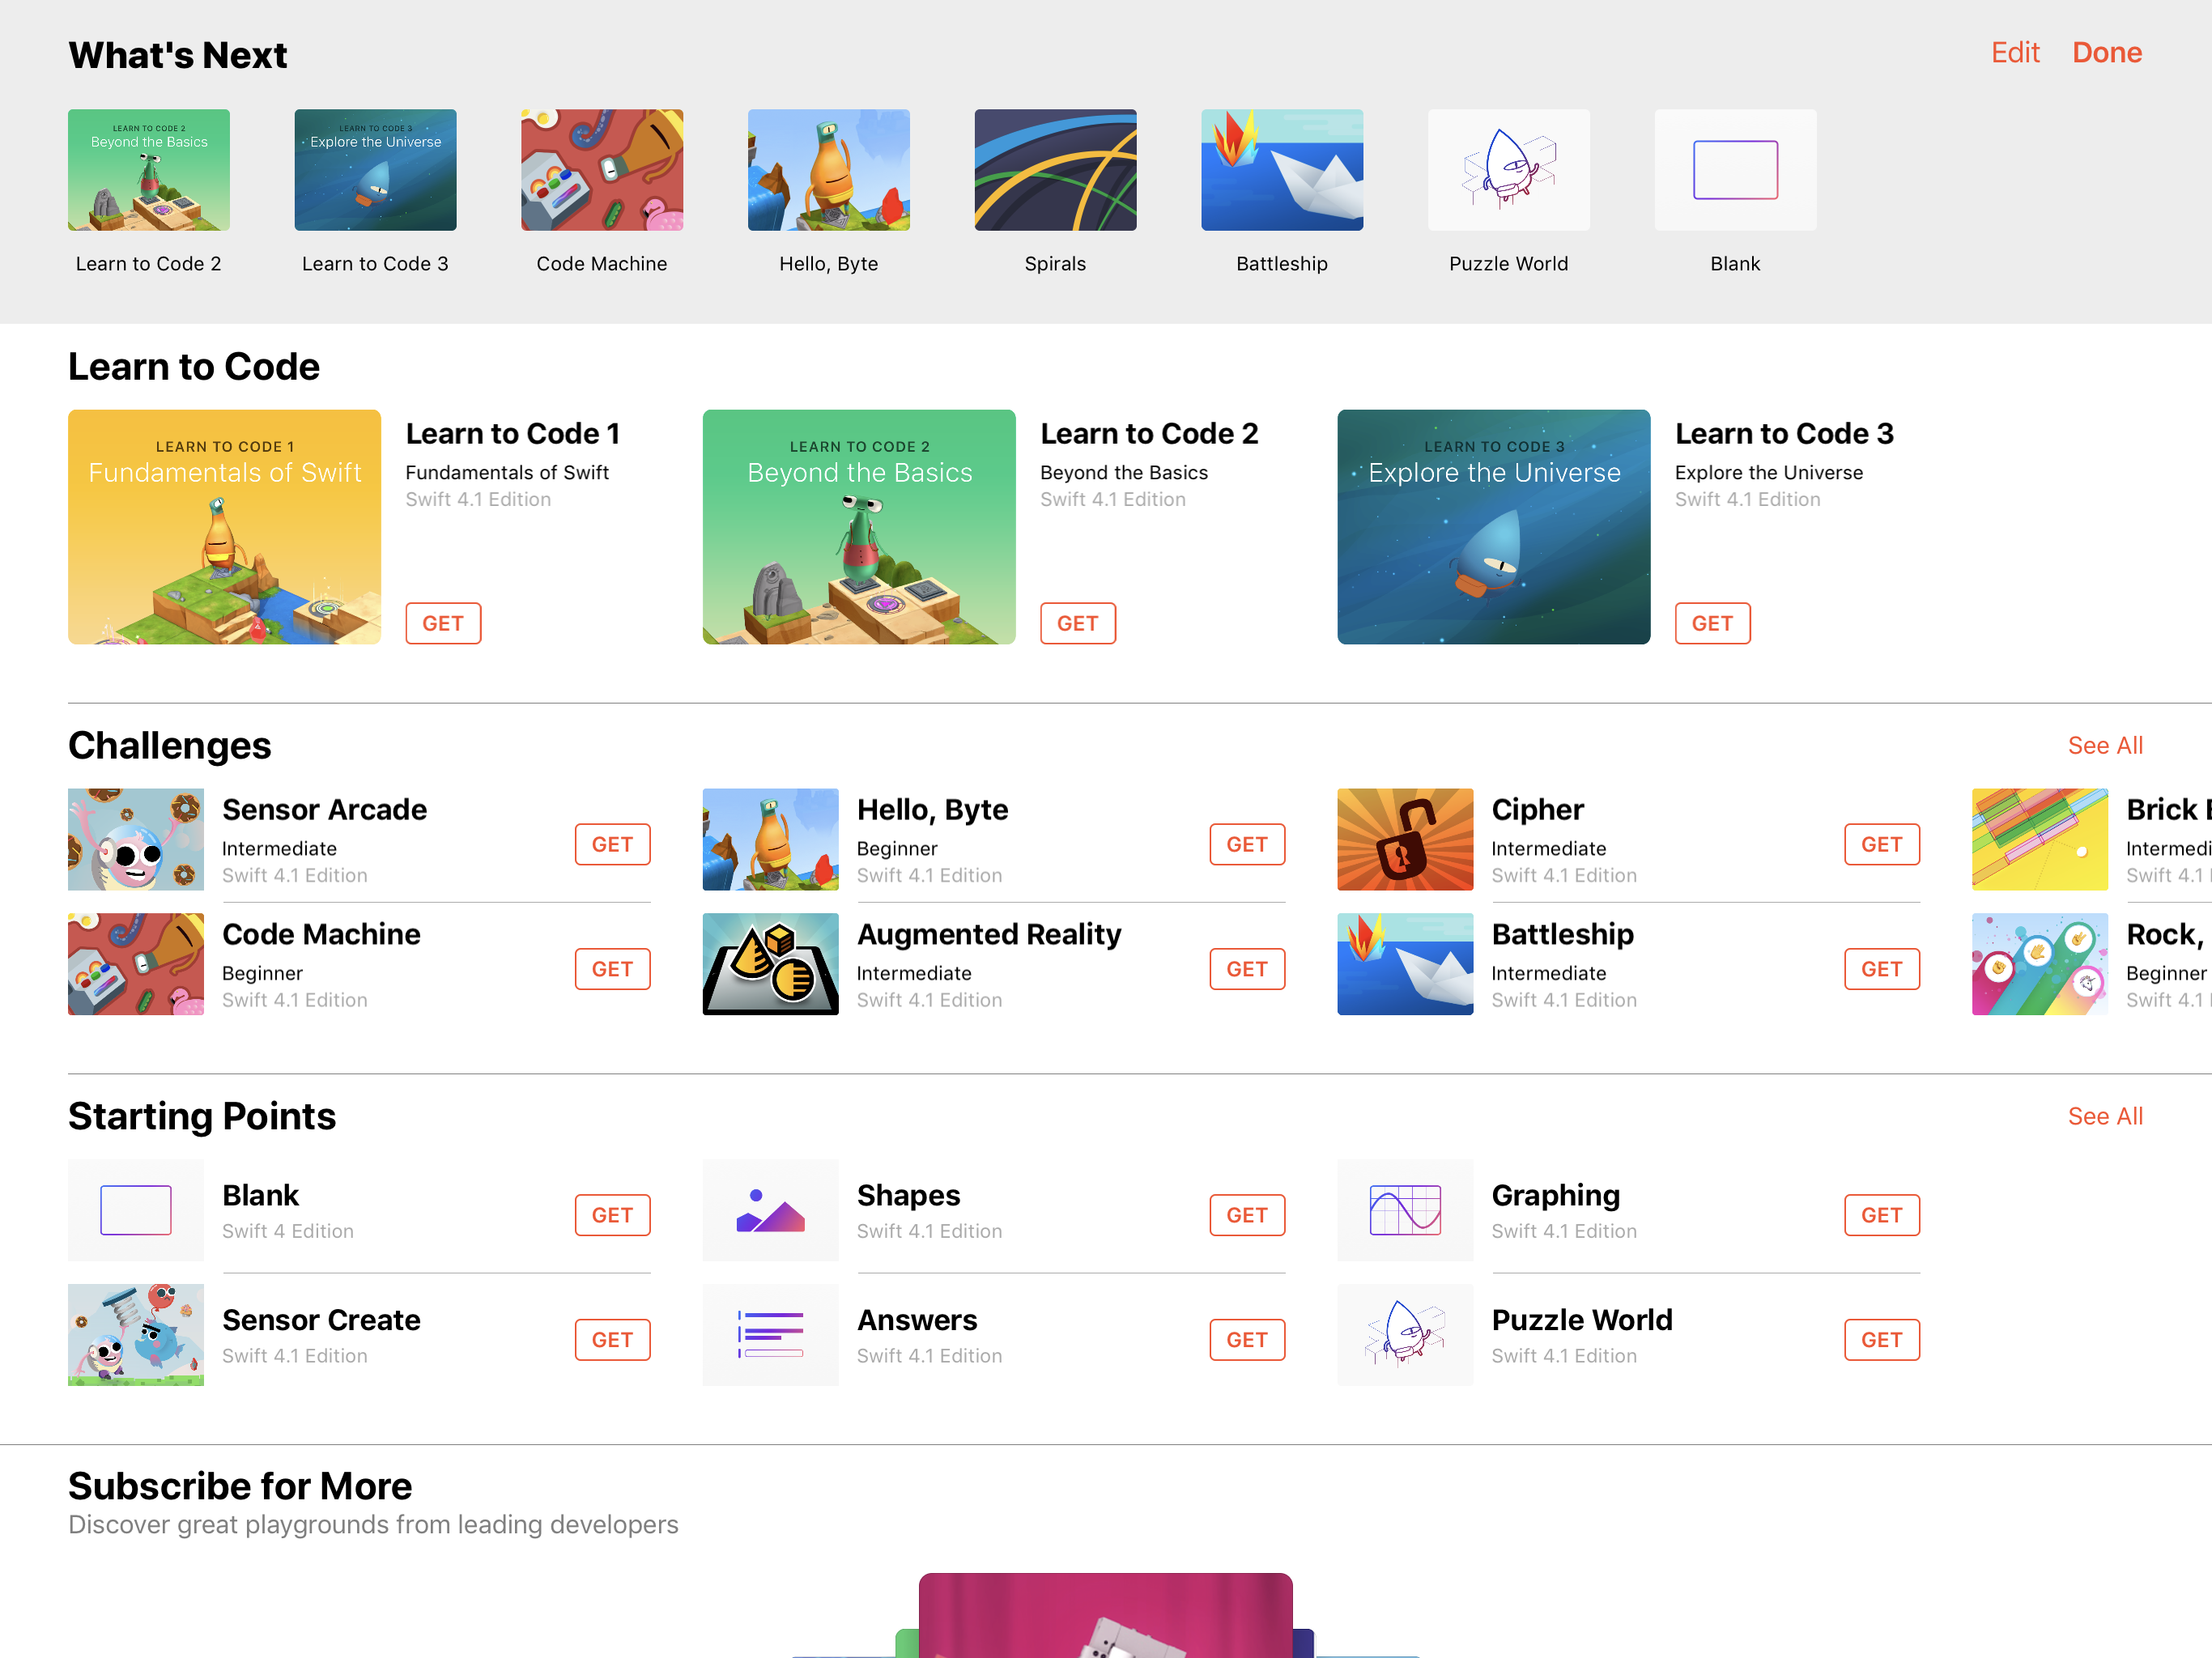 What's Next
Edit
Done
LEARN TO CODE 2
Beyond the Basics
LEARN TO CODE 3
Explore the Universe
Learn to Code 2
Learn to Code 3
Code Machine
Hello, Byte
Spirals
Battleship
Puzzle World
Blank
Learn to Code
LEARN TO CODE 1
Fundamentals of Swift
Learn to Code 1
Fundamentals of Swift
Swift 4.1 Edition
GET
LEARN TO CODE 2
Beyond the Basics
Learn to Code 2
Beyond the Basics
Swift 4.1 Edition
GET
LEARN TO CODE 3
Explore the Universe
Learn to Code 3
Explore the Universe
Swift 4.1 Edition
GET
Challenges
See All
Sensor Arcade
Intermediate
Swift 4.1 Edition
GET
Hello, Byte
Beginner
Swift 4.1 Edition
GET
Cipher
Intermediate
Swift 4.1 Edition
GET
Brick
Swift 4.1
Code Machine
Beginner
Swift 4.1 Edition
GET
Augmented Reality
Intermediate
Swift 4.1 Edition
GET
Battleship
Intermediate
Swift 4.1 Edition
GET
Rock,
Beginner
Swift 4.1
Starting Points
See All
Blank
Swift 4 Edition
GET
Shapes
Swift 4.1 Edition
GET
Graphing
Swift 4.1 Edition
GET
Sensor Create
Swift 4.1 Edition
GET
Answers
Swift 4.1 Edition
GET
Puzzle World
Swift 4.1 Edition
GET
Subscribe for More
Discover great playgrounds from leading developers